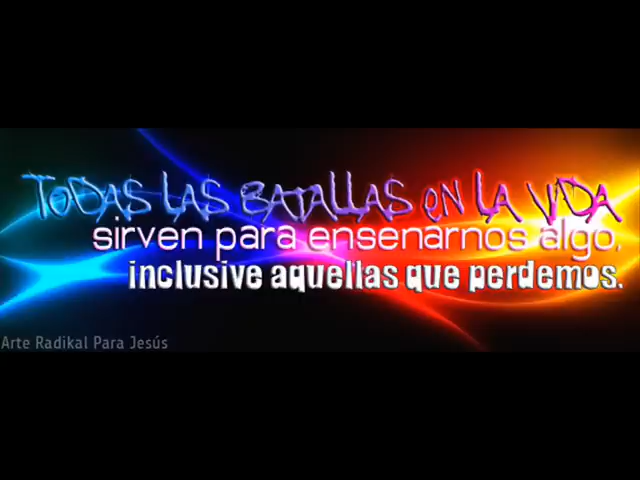 TODAS LAS BATALLAS EN LA VIDA
sirven para ensenarnos algo,
inclusive aquellas que perdemos.
Arte Radikal Para Jesús